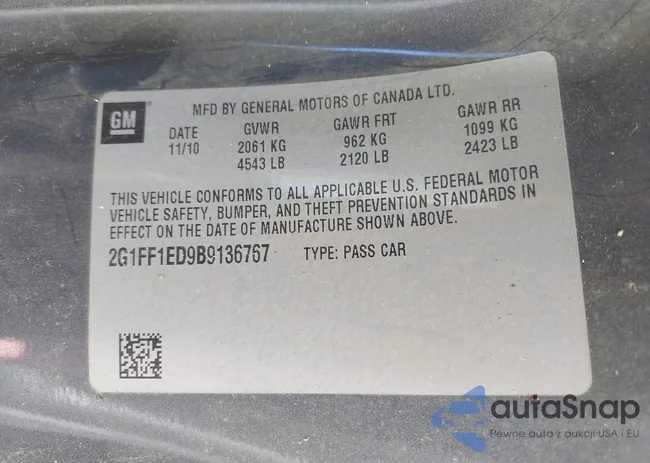 GM
MFD BY GENERAL MOTORS OF CANADA LTD.
DATE GVWR GAWR FRT GAWR RR
11/10 2061 KG 962 KG 1099 KG
4543 LB 2120 LB 2423 LB
THIS VEHICLE CONFORMS TO ALL APPLICABLE U.S. FEDERAL MOTOR
VEHICLE SAFETY, BUMPER, AND THEFT PREVENTION STANDARDS IN
EFFECT ON THE DATE OF MANUFACTURE SHOWN ABOVE.
2G1FF1ED9B9136767 TYPE: PASS CAR
autaSnap
Pewne auta z aukcji USA i EU